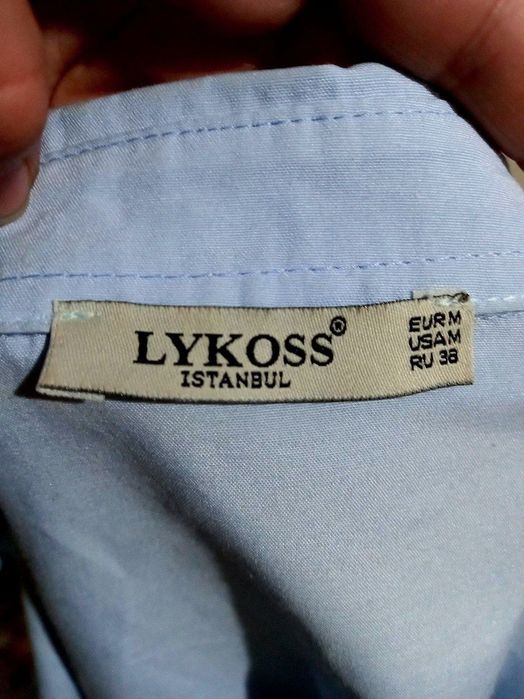 LYKOSS®
ISTANBUL
EUR M
USA M
RU 38